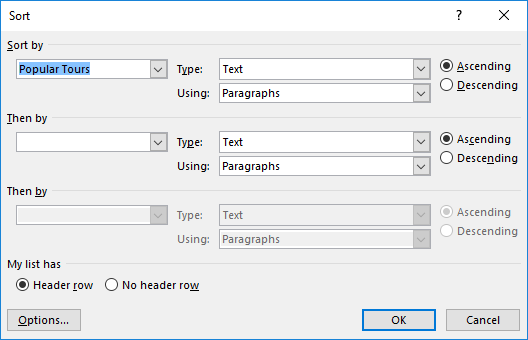 Sort ? ×
Sort by
Popular Tours Type: Text Ascending
Using: Paragraphs Descending
Then by
Type: Text Ascending
Using: Paragraphs Descending
Then by
Type: Text Ascending
Using: Paragraphs Descending
My list has
Header row No header row
Options... OK Cancel